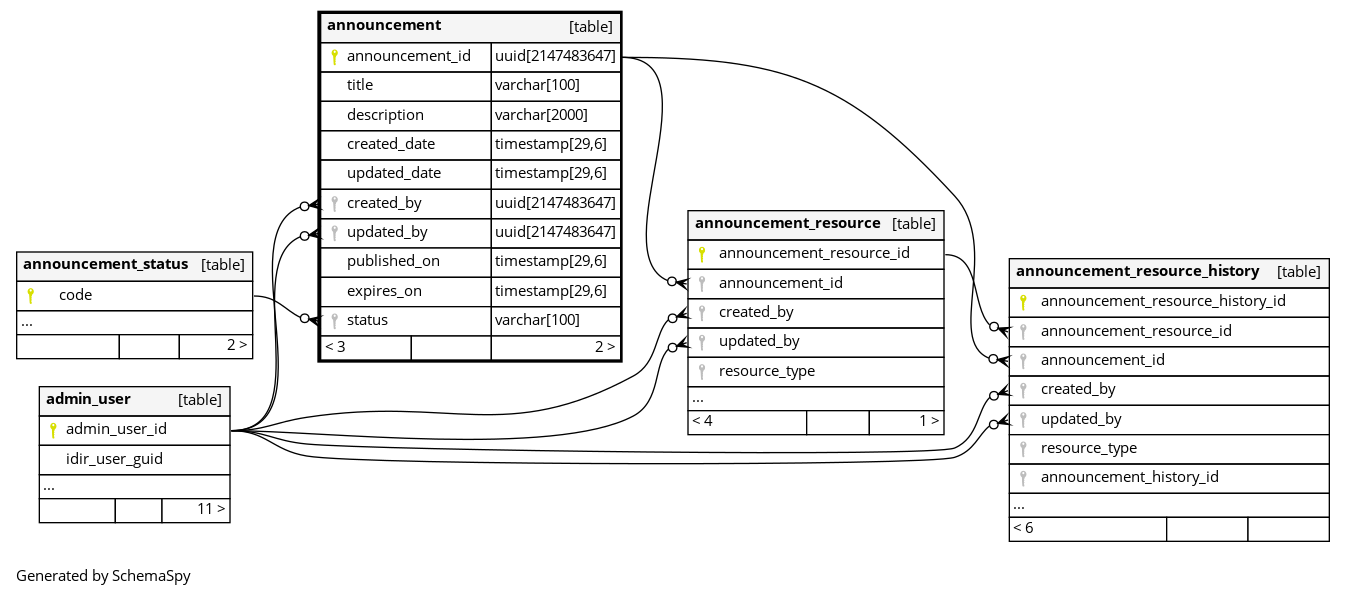 announcement [table]
announcement_id uuid[2147483647]
title varchar[100]
description varchar[2000]
created_date timestamp[29,6]
updated_date timestamp[29,6]
created_by uuid[2147483647]
updated_by uuid[2147483647]
published_on timestamp[29,6]
expires_on timestamp[29,6]
status varchar[100]
< 3 2 >
announcement_status [table]
code
...
2 >
admin_user [table]
admin_user_id
idir_user_guid
...
11 >
announcement_resource [table]
announcement_resource_id
announcement_id
created_by
updated_by
resource_type
...
< 4 1 >
announcement_resource_history [table]
announcement_resource_history_id
announcement_resource_id
announcement_id
created_by
updated_by
resource_type
announcement_history_id
...
< 6
Generated by SchemaSpy